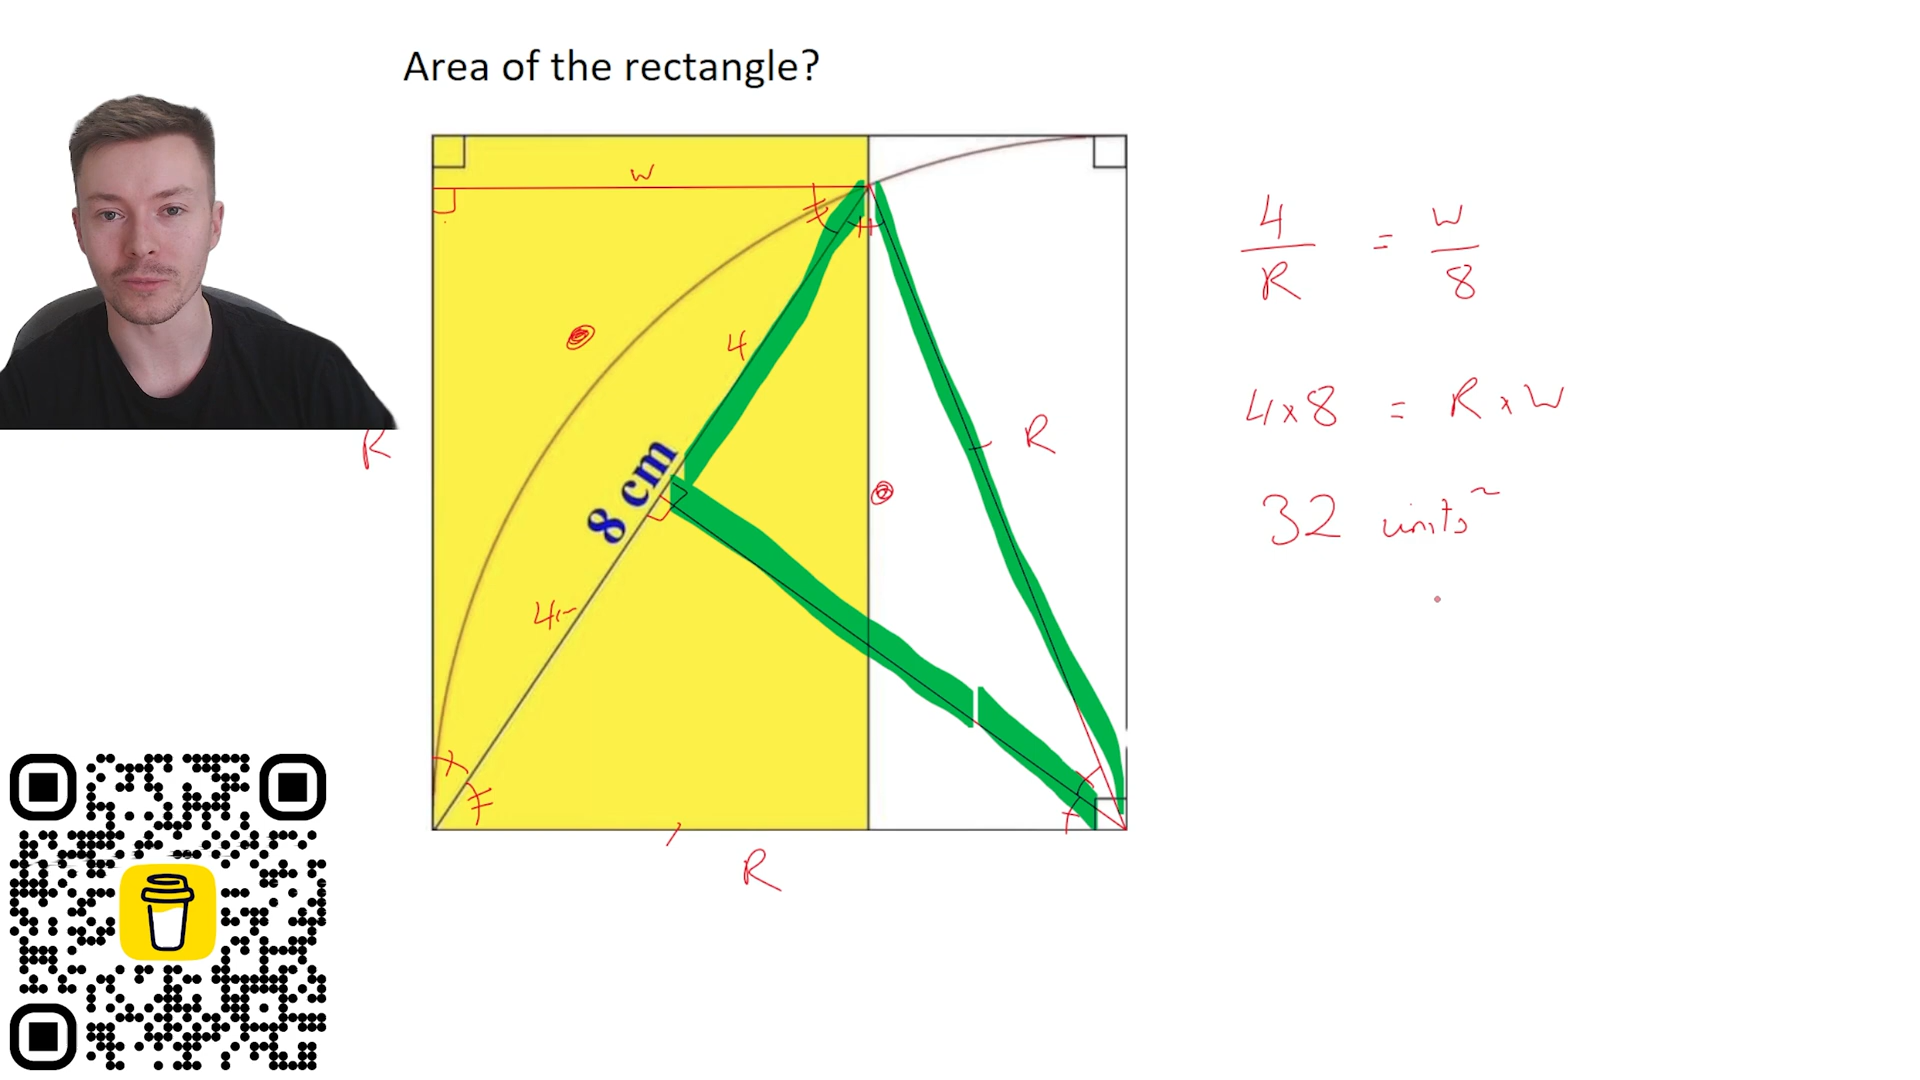 Area of the rectangle?
w
4
8 cm
4
R
R
R
4/R = w/8
4 x 8 = R x W
32 units²